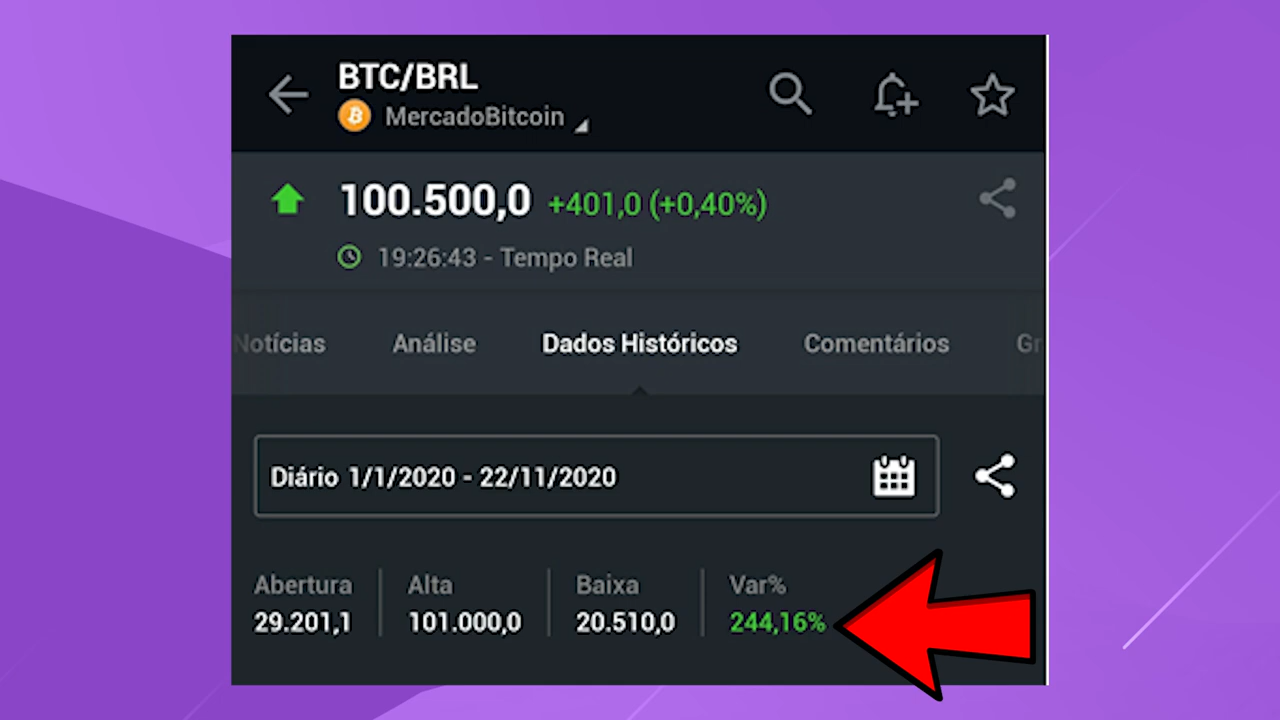 BTC/BRL
MercadoBitcoin
100.500,0 +401,0 (+0,40%)
19:26:43 - Tempo Real
Notícias Análise Dados Históricos Comentários Gr
Diário 1/1/2020 - 22/11/2020
Abertura Alta Baixa Var%
29.201,1 101.000,0 20.510,0 244,16%